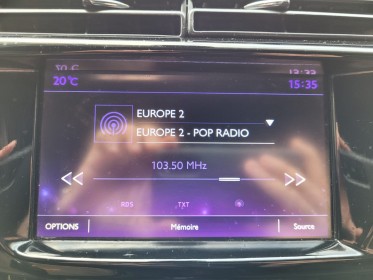 20°C 15:35
EUROPE 2
EUROPE 2 - POP RADIO
103.50 MHz
RDS TXT
OPTIONS Mémoire Source